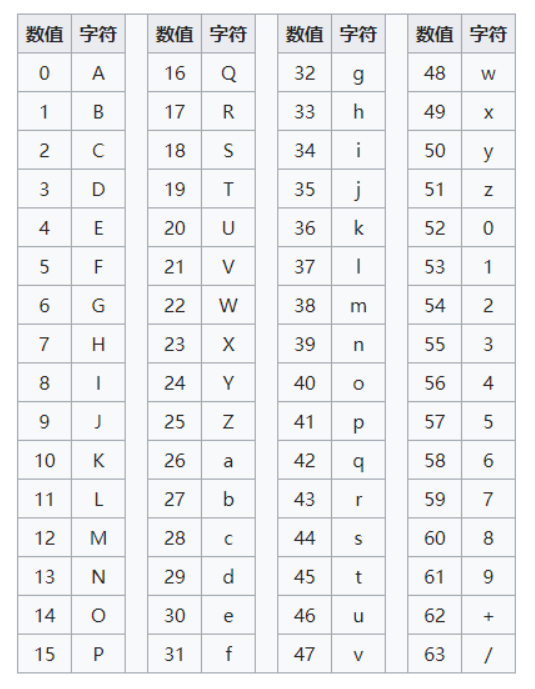 数值 字符 数值 字符 数值 字符 数值 字符
0 A 16 Q 32 g 48 w
1 B 17 R 33 h 49 x
2 C 18 S 34 i 50 y
3 D 19 T 35 j 51 z
4 E 20 U 36 k 52 0
5 F 21 V 37 l 53 1
6 G 22 W 38 m 54 2
7 H 23 X 39 n 55 3
8 I 24 Y 40 o 56 4
9 J 25 Z 41 p 57 5
10 K 26 a 42 q 58 6
11 L 27 b 43 r 59 7
12 M 28 c 44 s 60 8
13 N 29 d 45 t 61 9
14 O 30 e 46 u 62 +
15 P 31 f 47 v 63 /